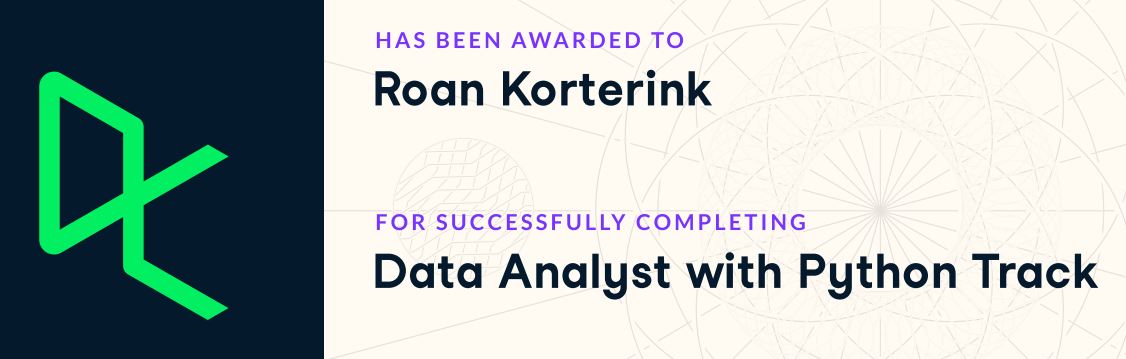 HAS BEEN AWARDED TO
Roan Korterink
FOR SUCCESSFULLY COMPLETING
Data Analyst with Python Track